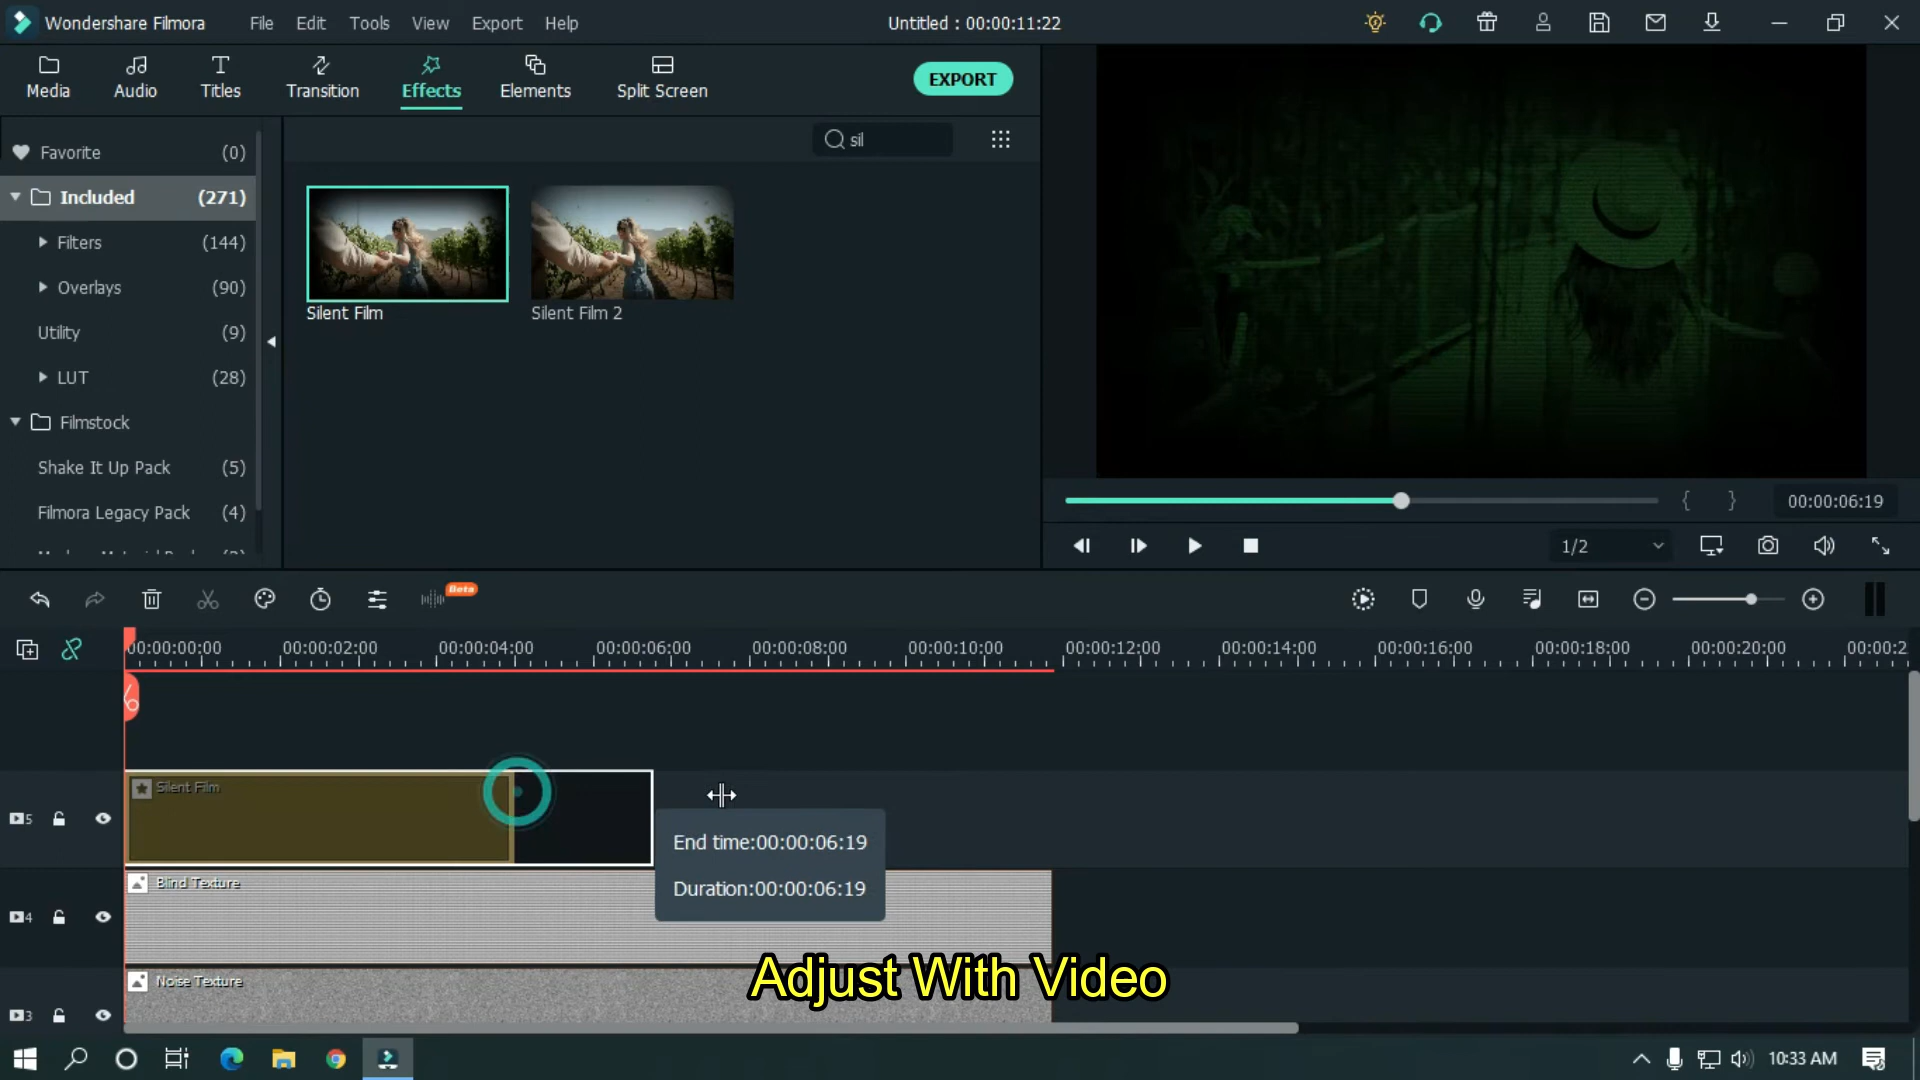 Wondershare Filmora
File
Edit
Tools
View
Export
Help
Untitled : 00:00:11:22
Media
Audio
Titles
Transition
Effects
Elements
Split Screen
EXPORT
Favorite (0)
Included (271)
Filters (144)
Overlays (90)
Utility (9)
LUT (28)
Filmstock
Shake It Up Pack (5)
Filmora Legacy Pack (4)
sil
Silent Film
Silent Film 2
00:00:06:19
1/2
Beta
00:00:00:00
00:00:02:00
00:00:04:00
00:00:06:00
00:00:08:00
00:00:10:00
00:00:12:00
00:00:14:00
00:00:16:00
00:00:18:00
00:00:20:00
00:00:2
5
Silent Film
End time:00:00:06:19
Duration:00:00:06:19
4
Blind Texture
3
Noise Texture
Adjust With Video
10:33 AM